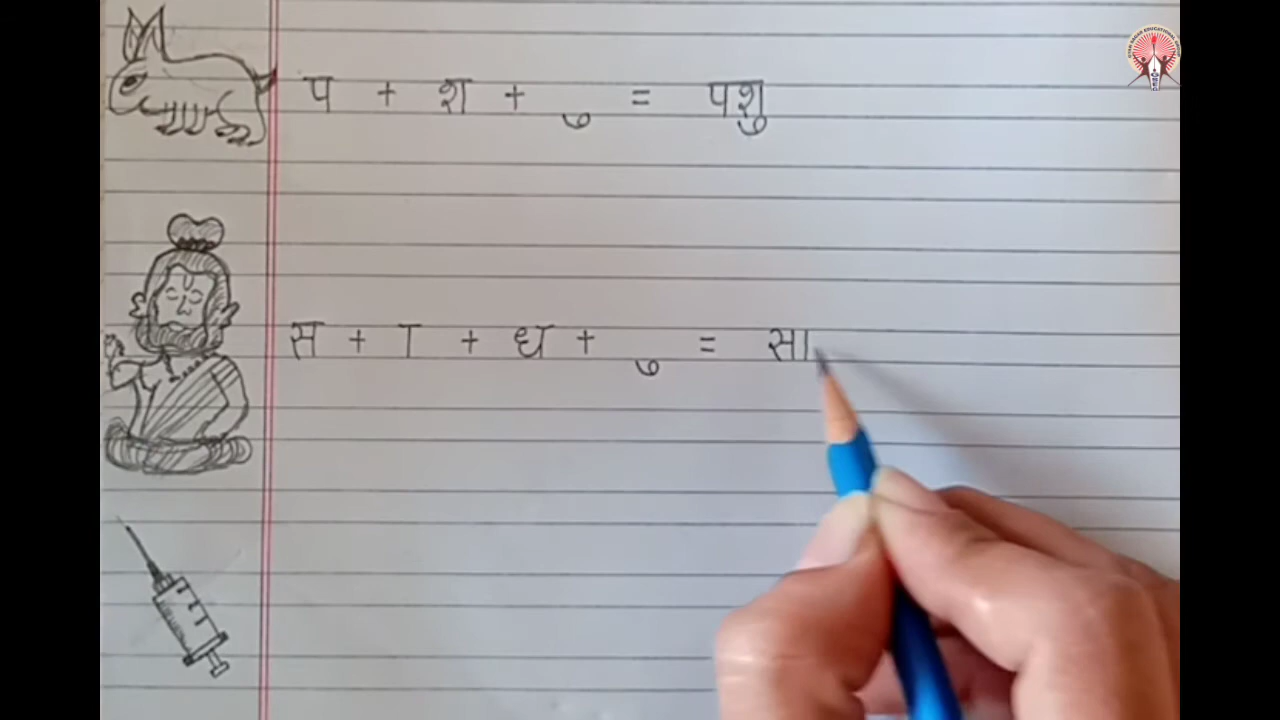 प + श + ु = पशु
स + ा + ध + ु = सा